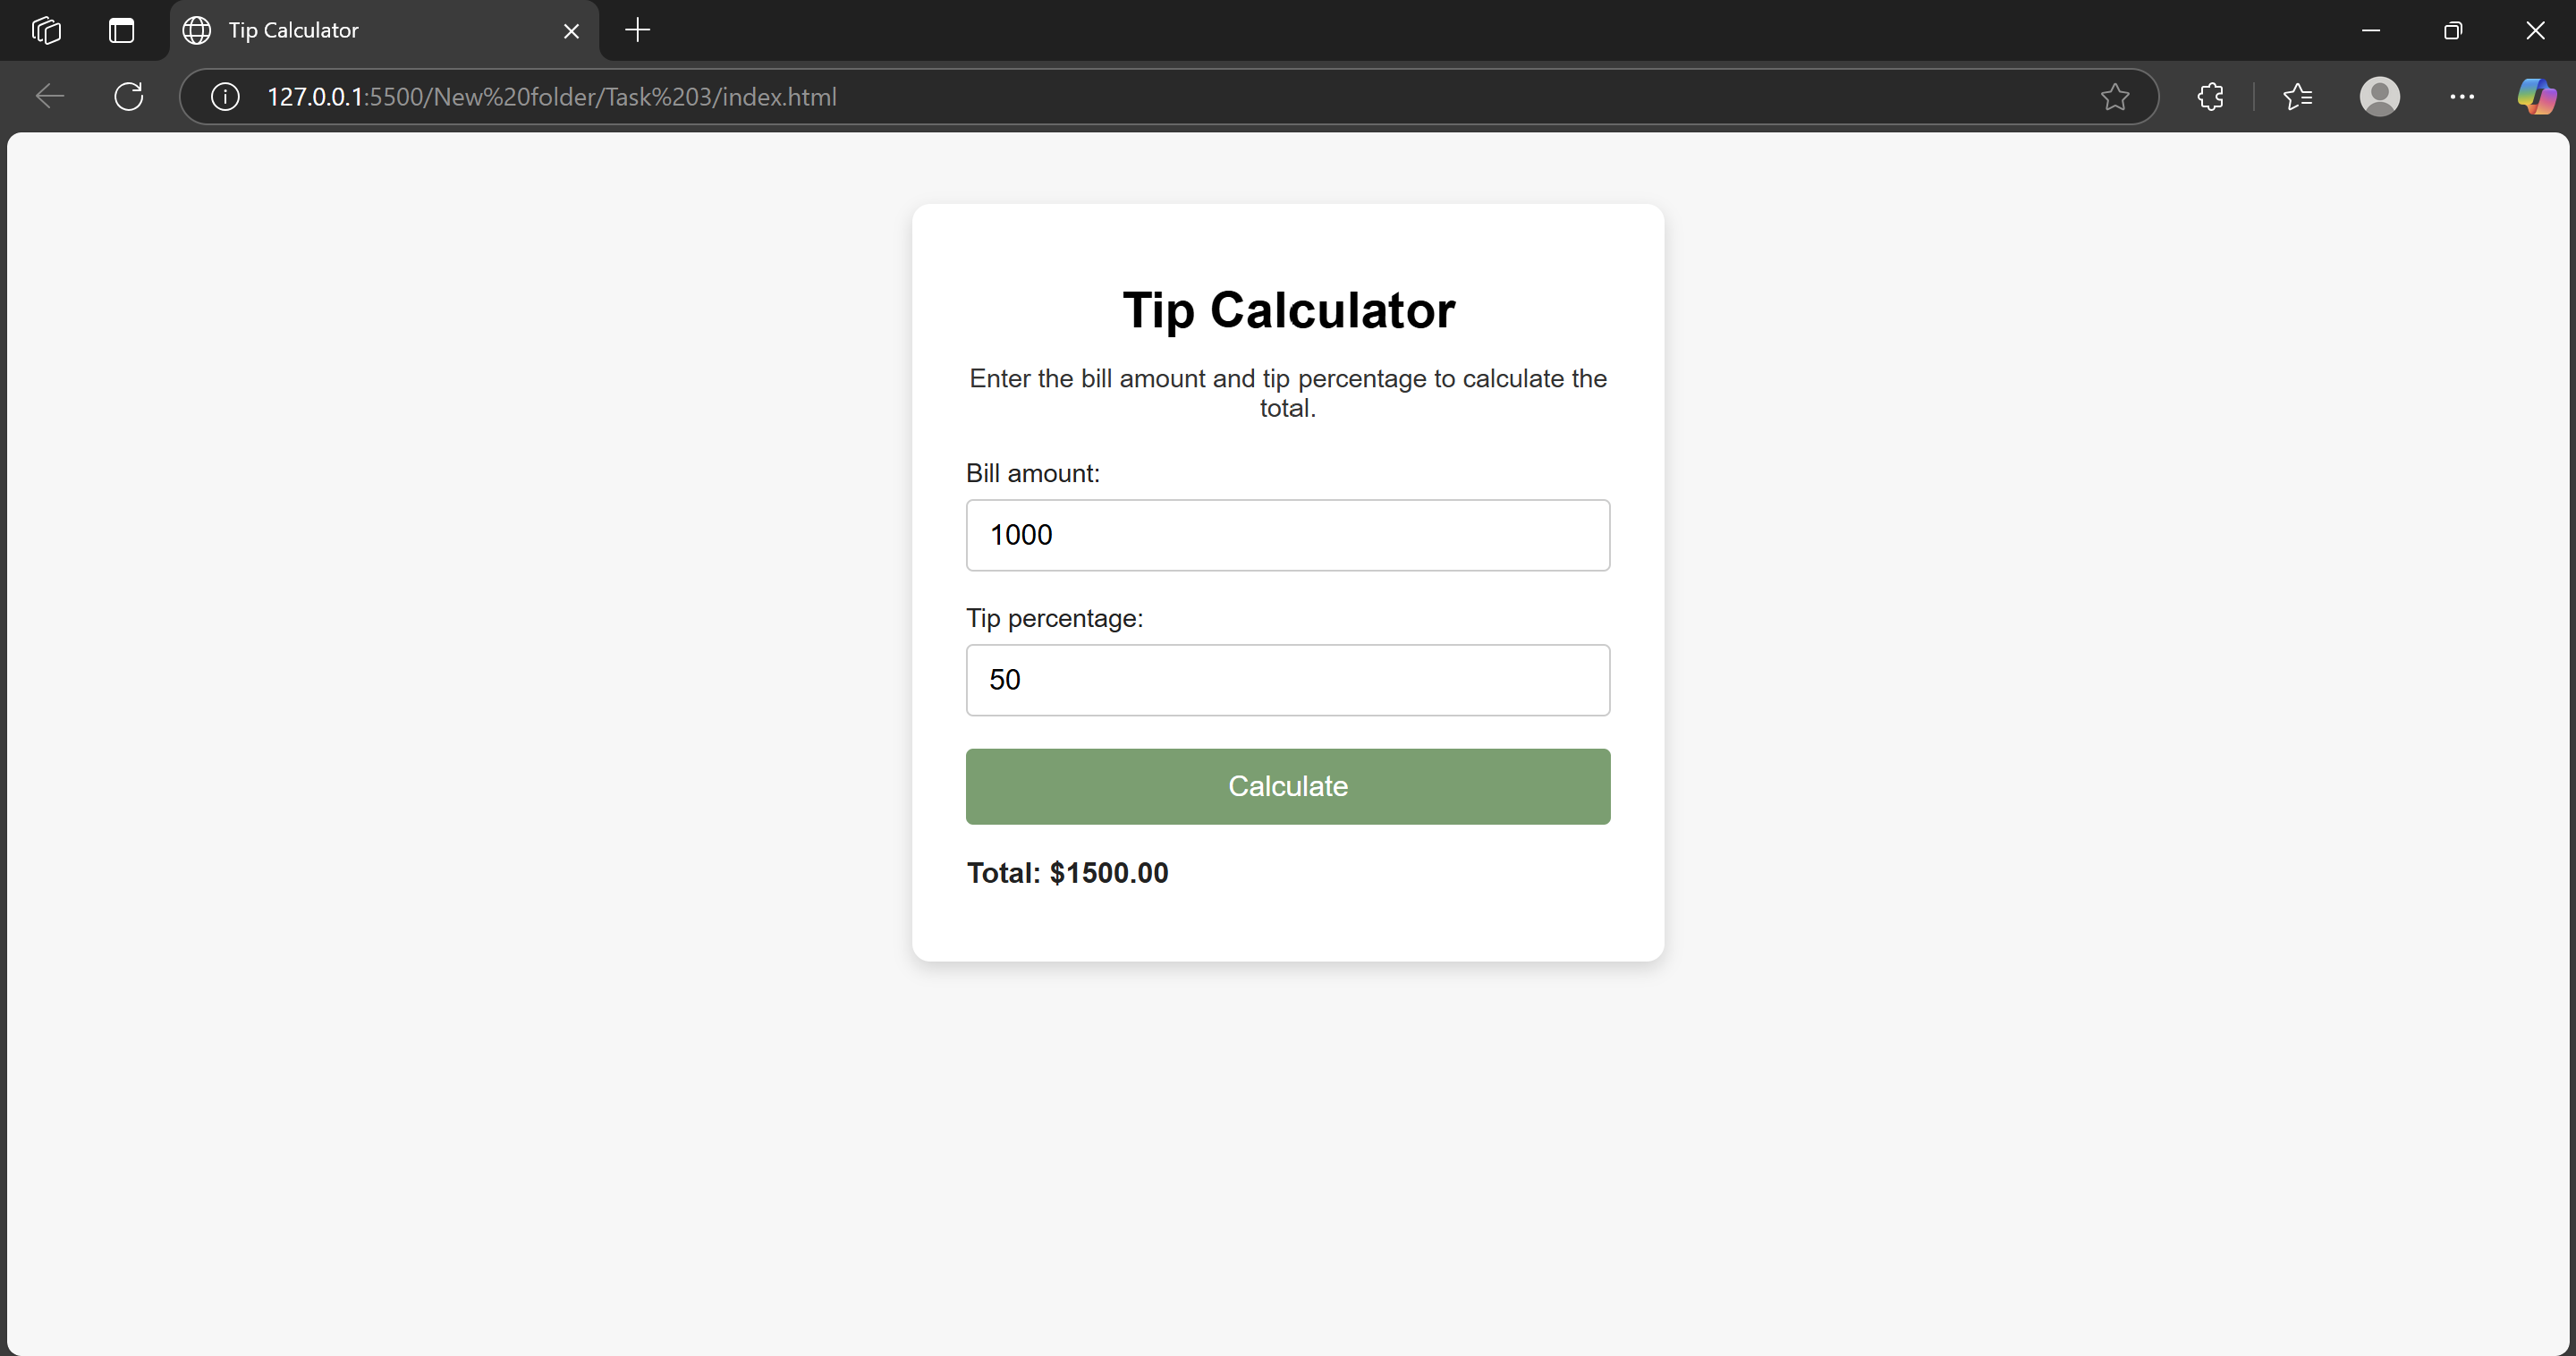 Tip Calculator
127.0.0.1:5500/New%20folder/Task%203/index.html
Tip Calculator
Enter the bill amount and tip percentage to calculate the
total.
Bill amount:
1000
Tip percentage:
50
Calculate
Total: $1500.00